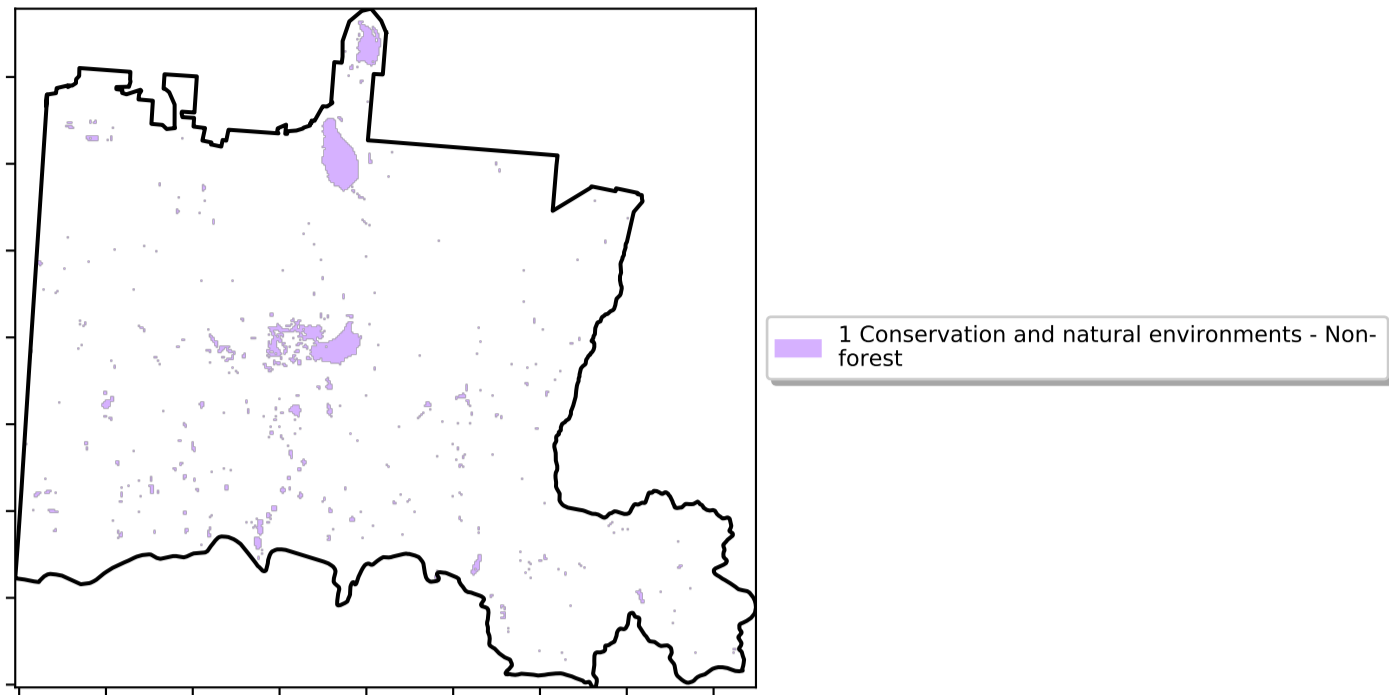 1 Conservation and natural environments - Non-
forest